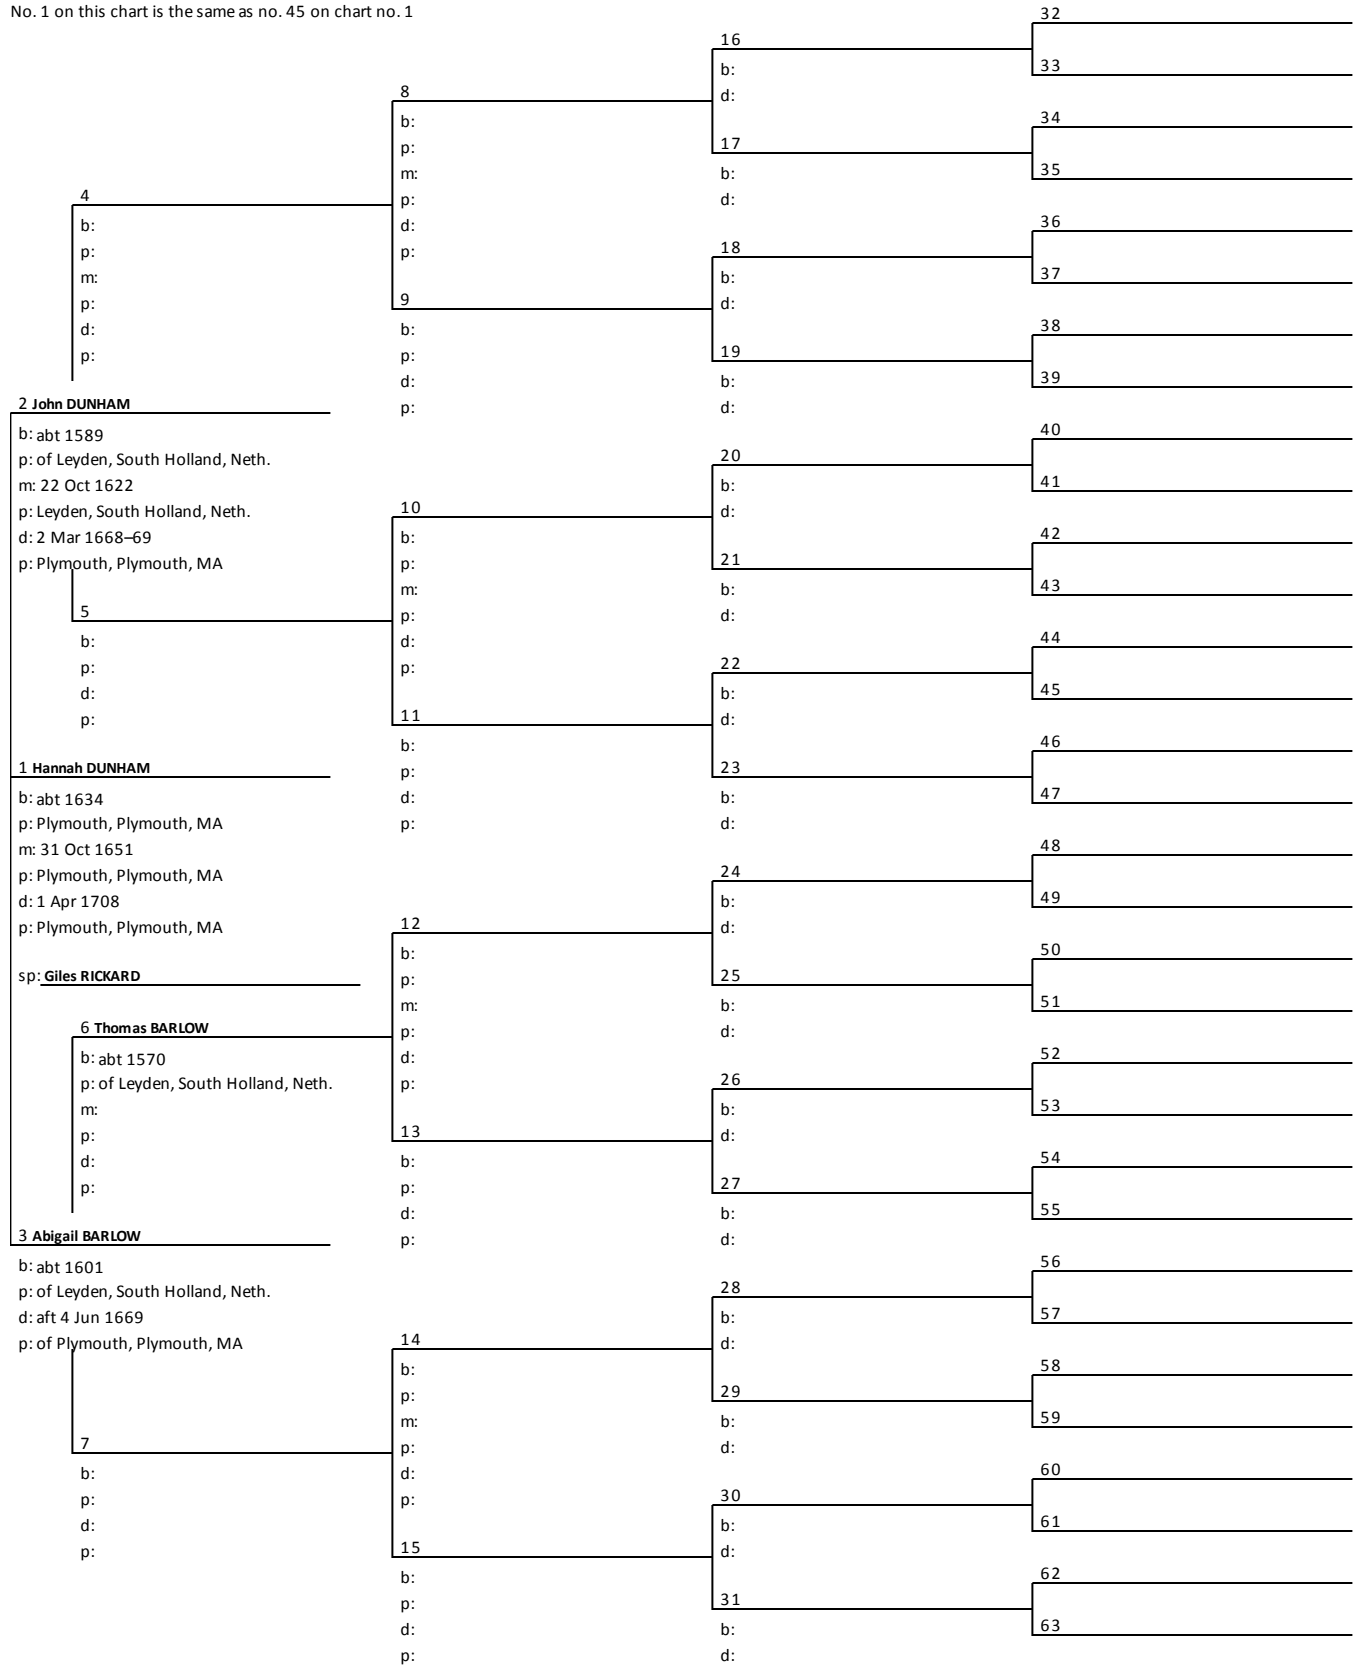 No. 1 on this chart is the same as no. 45 on chart no. 1
4
b:
p:
m:
p:
d:
p:
2 John DUNHAM
b: abt 1589
p: of Leyden, South Holland, Neth.
m: 22 Oct 1622
p: Leyden, South Holland, Neth.
d: 2 Mar 1668–69
p: Plymouth, Plymouth, MA
5
b:
p:
d:
p:
1 Hannah DUNHAM
b: abt 1634
p: Plymouth, Plymouth, MA
m: 31 Oct 1651
p: Plymouth, Plymouth, MA
d: 1 Apr 1708
p: Plymouth, Plymouth, MA
sp: Giles RICKARD
6 Thomas BARLOW
b: abt 1570
p: of Leyden, South Holland, Neth.
m:
p:
d:
p:
3 Abigail BARLOW
b: abt 1601
p: of Leyden, South Holland, Neth.
d: aft 4 Jun 1669
p: of Plymouth, Plymouth, MA
7
b:
p:
d:
p:
8
b:
p:
m:
p:
d:
p:
9
b:
p:
d:
p:
10
b:
p:
m:
p:
d:
p:
11
b:
p:
d:
p:
12
b:
p:
m:
p:
d:
p:
13
b:
p:
d:
p:
14
b:
p:
m:
p:
d:
p:
15
b:
p:
d:
p:
16
b:
d:
17
b:
d:
18
b:
d:
19
b:
d:
20
b:
d:
21
b:
d:
22
b:
d:
23
b:
d:
24
b:
d:
25
b:
d:
26
b:
d:
27
b:
d:
28
b:
d:
29
b:
d:
30
b:
d:
31
b:
d:
32
33
34
35
36
37
38
39
40
41
42
43
44
45
46
47
48
49
50
51
52
53
54
55
56
57
58
59
60
61
62
63